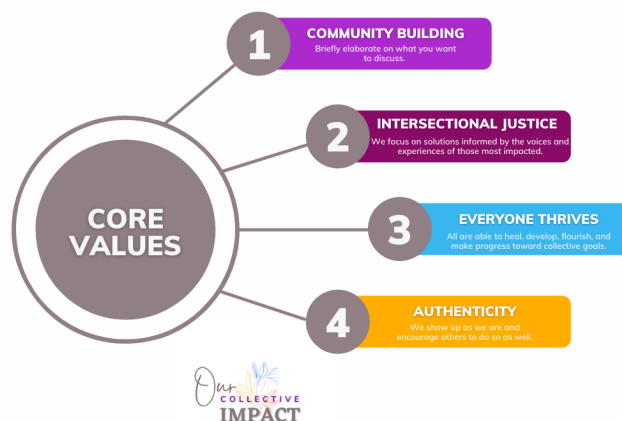 1
COMMUNITY BUILDING
Briefly elaborate on what you want
to discuss.
2
INTERSECTIONAL JUSTICE
We focus on solutions informed by the voices and
experiences of those most impacted.
CORE
VALUES
3
EVERYONE THRIVES
All are able to heal, develop, flourish, and
make progress toward collective goals.
4
AUTHENTICITY
We show up as we are and
encourage others to do so as well.
Our
COLLECTIVE
IMPACT